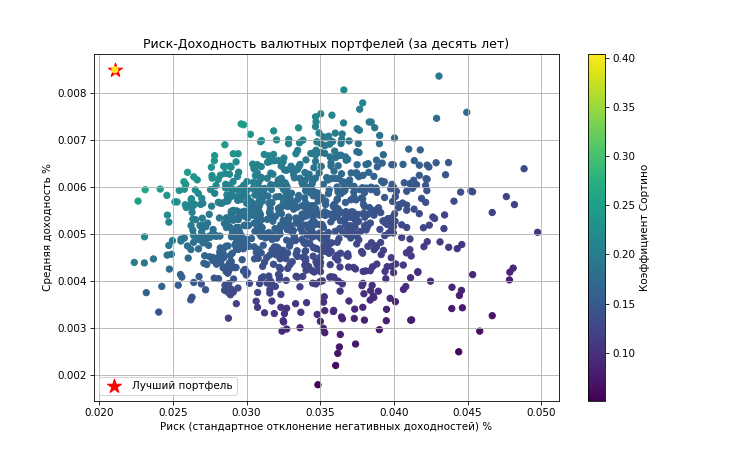 Риск-Доходность валютных портфелей (за десять лет)
Средняя доходность %
0.008
0.007
0.006
0.005
0.004
0.003
0.002
Лучший портфель
0.020 0.025 0.030 0.035 0.040 0.045 0.050
Риск (стандартное отклонение негативных доходностей) %
0.40
0.35
0.30
0.25
0.20
0.15
0.10
Коэффициент Сортино